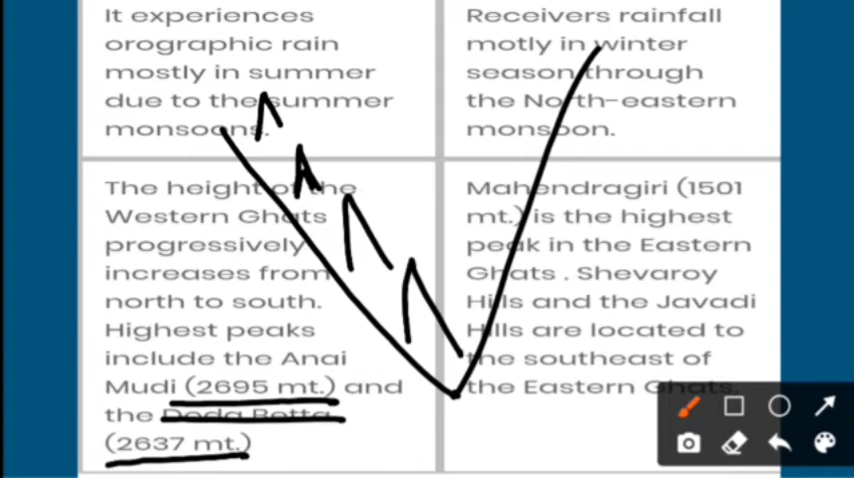 It experiences
orographic rain
mostly in summer
due to the summer
monsoons.
Receivers rainfall
motly in winter
season through
the North-eastern
monsoon.
The height of the
Western Ghats
progressively
increases from
north to south.
Highest peaks
include the Anai
Mudi (2695 mt.) and
the Doda Betta
(2637 mt.)
Mahendragiri (1501
mt.) is the highest
peak in the Eastern
Ghats . Shevaroy
Hills and the Javadi
Hills are located to
the southeast of
the Eastern Ghats.